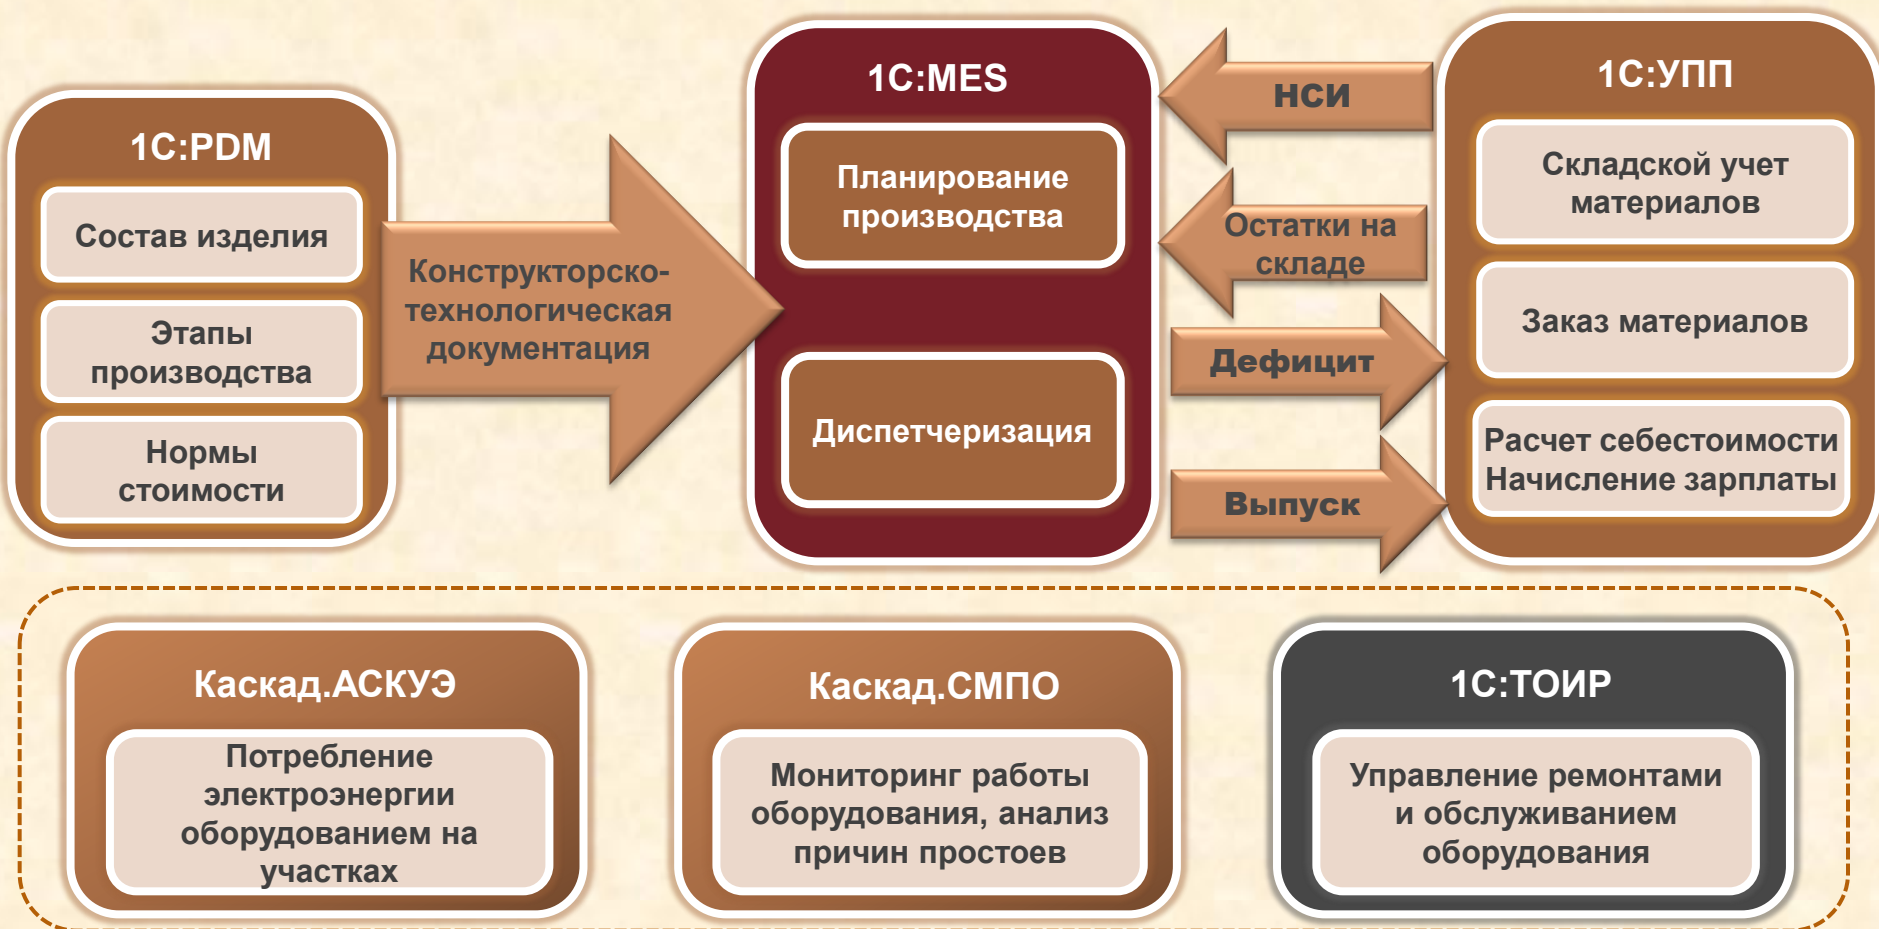 1С:PDM
Состав изделия
Этапы
производства
Нормы
стоимости
Конструкторско-
технологическая
документация
1С:MES
Планирование
производства
Диспетчеризация
НСИ
Остатки на
складе
Дефицит
Выпуск
1С:УПП
Складской учет
материалов
Заказ материалов
Расчет себестоимости
Начисление зарплаты
Каскад.АСКУЭ
Потребление
электроэнергии
оборудованием на
участках
Каскад.СМПО
Мониторинг работы
оборудования, анализ
причин простоев
1С:ТОИР
Управление ремонтами
и обслуживанием
оборудования